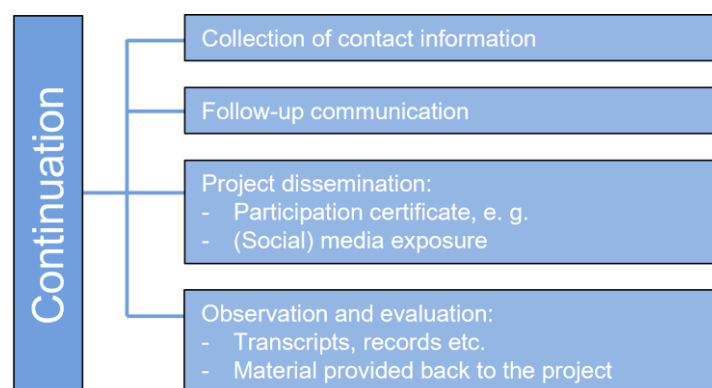 Continuation
Collection of contact information
Follow-up communication
Project dissemination:
- Participation certificate, e. g.
- (Social) media exposure
Observation and evaluation:
- Transcripts, records etc.
- Material provided back to the project